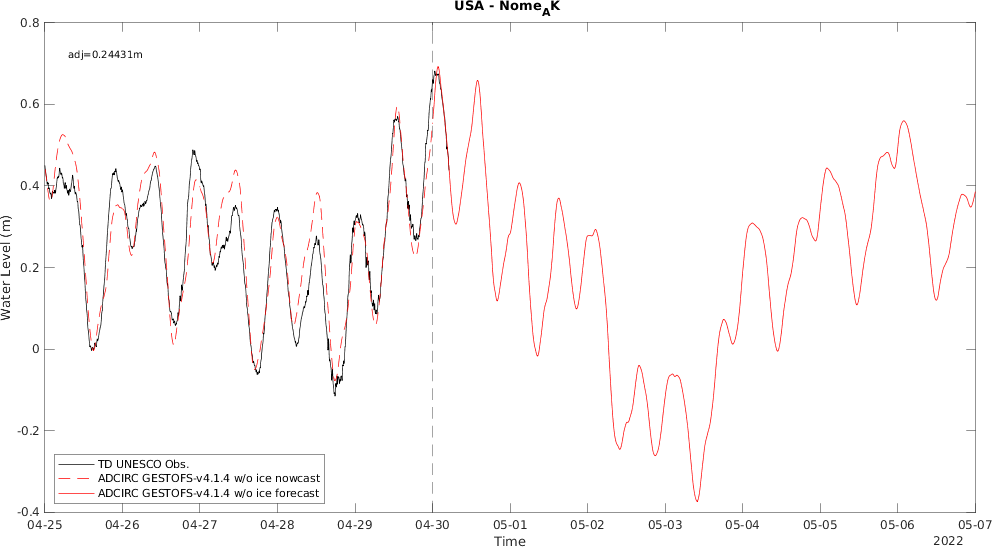 USA - Nome_AK
adj=0.24431m
0.8
0.6
0.4
0.2
0
-0.2
-0.4
Water Level (m)
TD UNESCO Obs.
ADCIRC GESTOFS-v4.1.4 w/o ice nowcast
ADCIRC GESTOFS-v4.1.4 w/o ice forecast
04-25 04-26 04-27 04-28 04-29 04-30 05-01 05-02 05-03 05-04 05-05 05-06 05-07
Time
2022